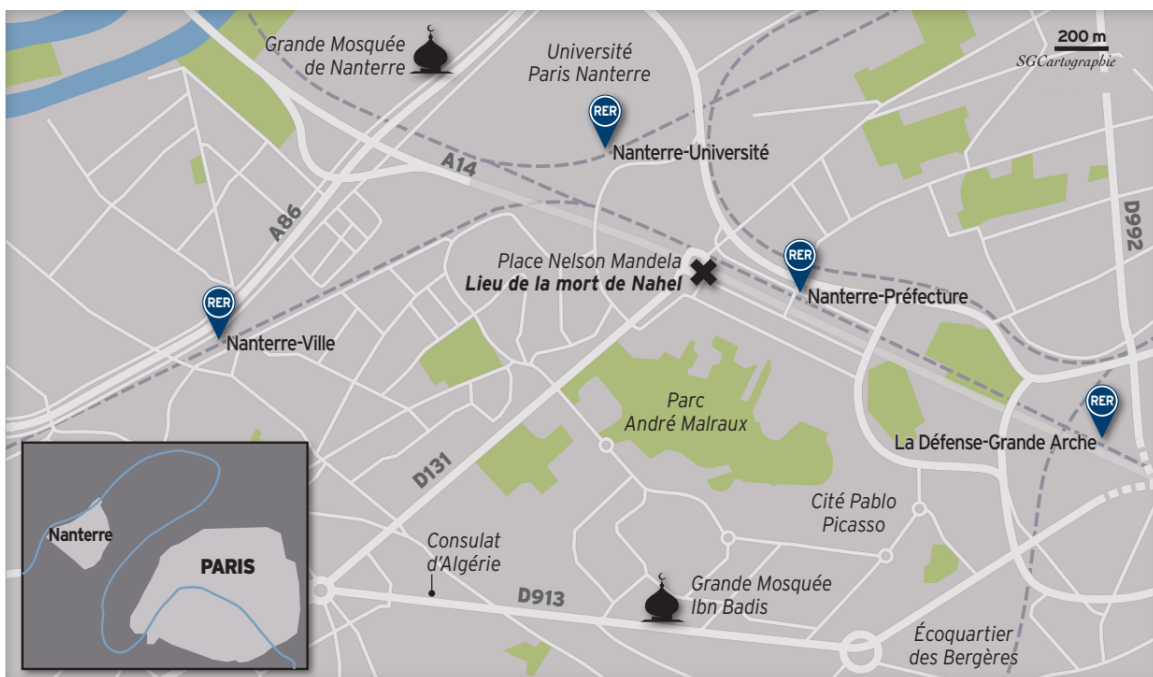 Grande Mosquée
de Nanterre
Université
Paris Nanterre
200 m
SGCartographie
RER
Nanterre-Université
A14
A86
D992
Place Nelson Mandela
Lieu de la mort de Nahel
RER
Nanterre-Préfecture
RER
Nanterre-Ville
Parc
André Malraux
RER
La Défense-Grande Arche
D131
Cité Pablo
Picasso
Nanterre
PARIS
Consulat
d'Algérie
D913
Grande Mosquée
Ibn Badis
Écoquartier
des Bergères